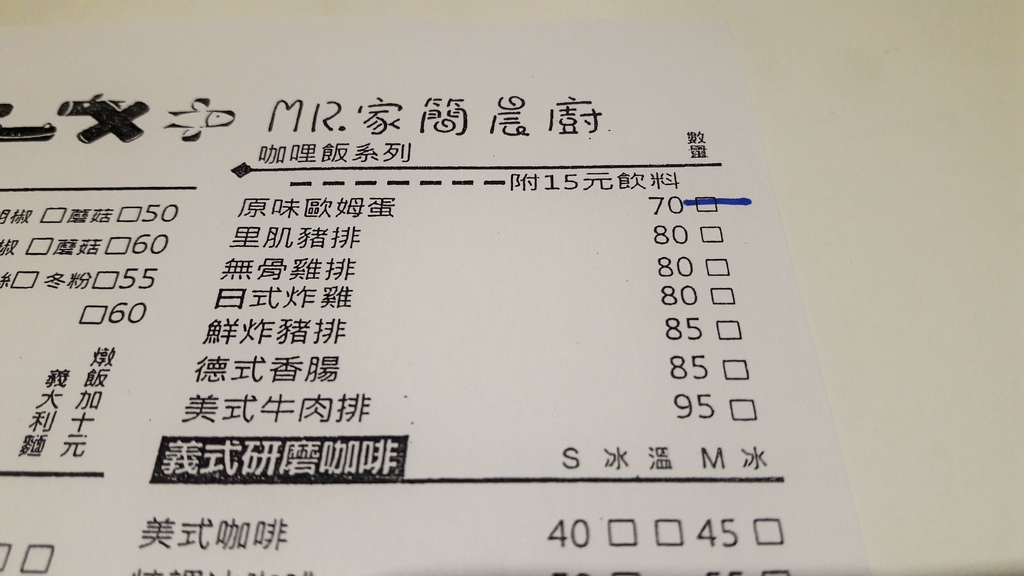 MR.家簡晨廚
咖哩飯系列 數量
附15元飲料
原味歐姆蛋 70 □
里肌豬排 80 □
無骨雞排 80 □
日式炸雞 80 □
鮮炸豬排 85 □
德式香腸 85 □
美式牛肉排 95 □
義式研磨咖啡 S 冰 溫 M 冰
美式咖啡 40 □ □ 45 □
胡椒 □蘑菇□50
椒 □蘑菇□60
絲□ 冬粉□55
□60
燉飯加十元
義大利麵